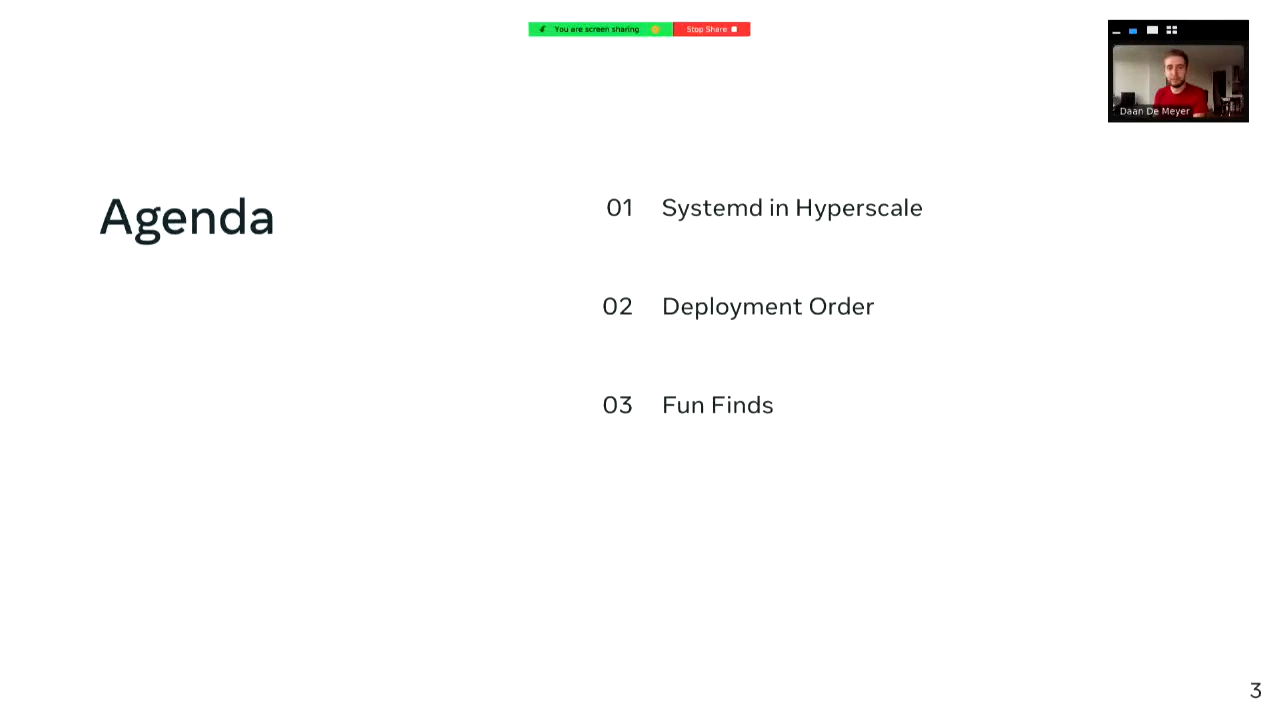 You are screen sharing
Stop Share
Daan De Meyer
Agenda
01 Systemd in Hyperscale
02 Deployment Order
03 Fun Finds
3